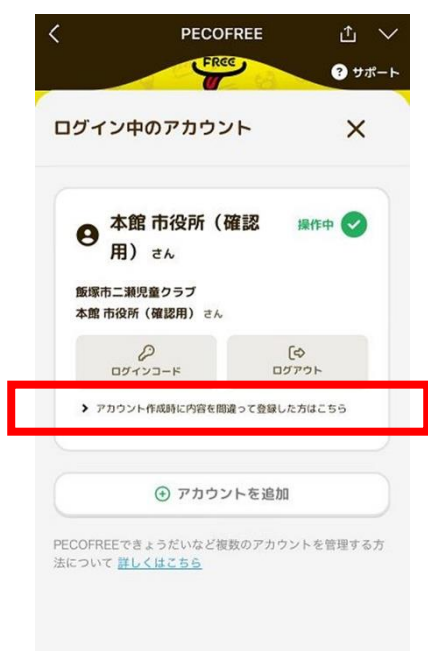 PECOFREE
FREE
? サポート
ログイン中のアカウント
本館 市役所（確認
用） さん
操作中
飯塚市二瀬児童クラブ
本館 市役所（確認用） さん
ログインコード
ログアウト
アカウント作成時に内容を間違って登録した方はこちら
アカウントを追加
PECOFREEできょうだいなど複数のアカウントを管理する方
法について 詳しくはこちら